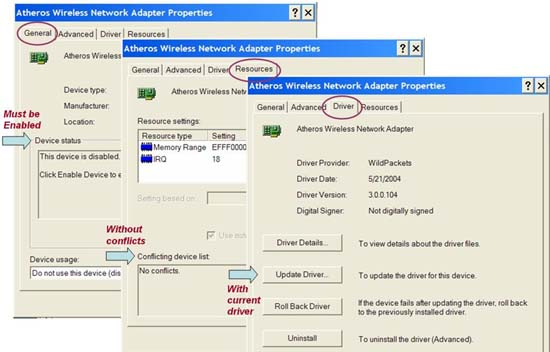 Atheros Wireless Network Adapter Properties
General Advanced Driver Resources
Atheros Wi
Device type:
Manufacturer:
Location:
Must be
Enabled
Device status
This device is disabled.
Click Enable Device to e
Device usage:
Do not use this device (dis
Atheros Wireless Network Adapter Properties
General Advanced Driver Resources
Atheros Wireless N
Resource settings:
Resource type Setting
Memory Range EFFF0000
IRQ 18
Setting based on:
Without
conflicts
Conflicting device list:
No conflicts.
Atheros Wireless Network Adapter Properties
General Advanced Driver Resources
Atheros Wireless Network Adapter
Driver Provider: WildPackets
Driver Date: 5/21/2004
Driver Version: 3.0.0.104
Digital Signer: Not digitally signed
Driver Details... To view details about the driver files.
Update Driver... To update the driver for this device.
With
current
driver
Roll Back Driver If the device fails after updating the driver, roll back
to the previously installed driver.
Uninstall To uninstall the driver (Advanced).